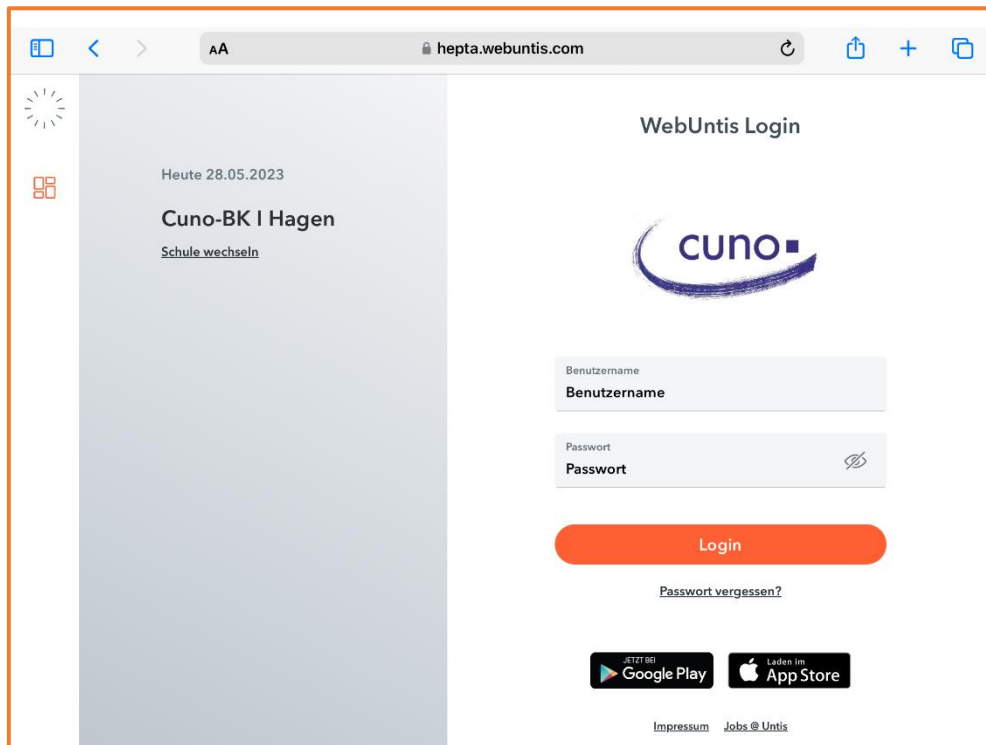 AA
hepta.webuntis.com
Heute 28.05.2023
Cuno-BK I Hagen
Schule wechseln
WebUntis Login
cuno
Benutzername
Benutzername
Passwort
Passwort
Login
Passwort vergessen?
JETZT BEI
Google Play
Laden im
App Store
Impressum Jobs @ Untis